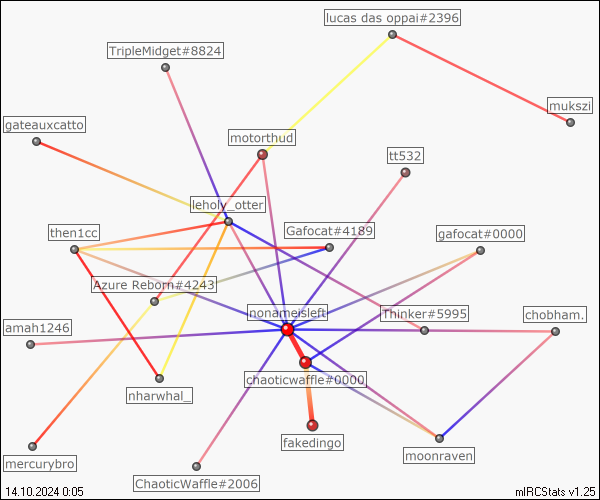 lucas das oppai#2396
TripleMidget#8824
mukszi
gateauxcatto
motorthud
tt532
leholy_otter
then1cc
Gafocat#4189
gafocat#0000
Azure Reborn#4243
nonameisleft
Thinker#5995
chobham.
amah1246
chaoticwaffle#0000
nharwhal_
fakedingo
moonraven
mercurybro
ChaoticWaffle#2006
14.10.2024 0:05
mIRCStats v1.25